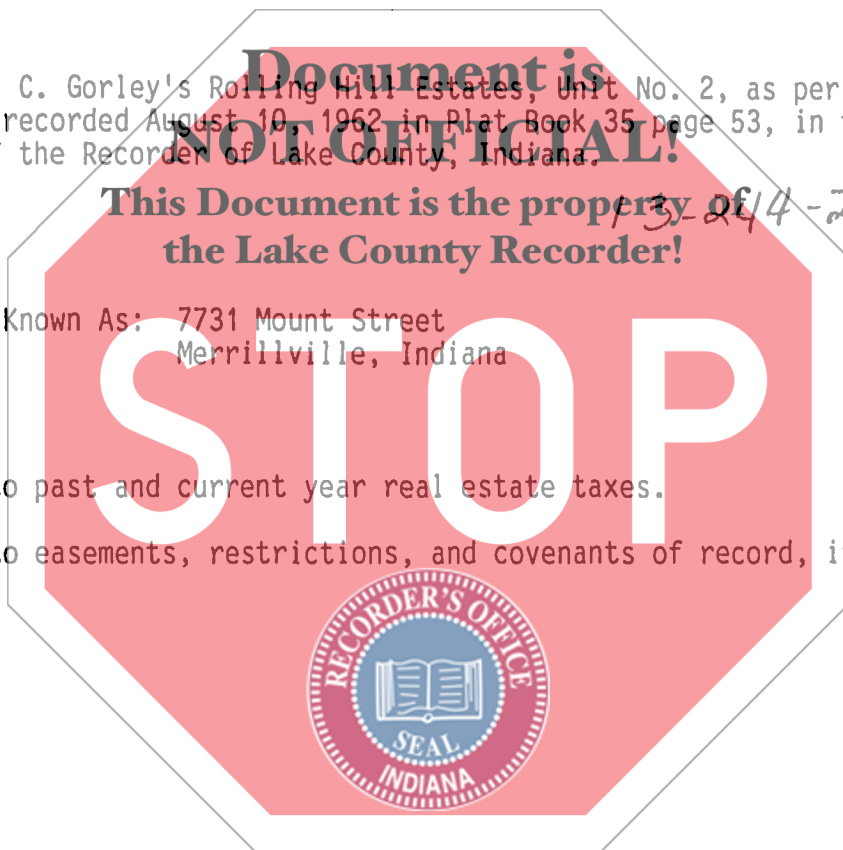 Document is
C. Gorley's Rolling Hill Estates, Unit No. 2, as per
recorded August 10, 1962 in Plat Book 35 page 53, in
NOT OFFICIAL!
the Recorder of Lake County, Indiana.
This Document is the property of
13-244-
the Lake County Recorder!
Known As: 7731 Mount Street
Merrillville, Indiana
STOP
past and current year real estate taxes.
easements, restrictions, and covenants of record,
RECORDER'S OFFICE
SEAL
INDIANA